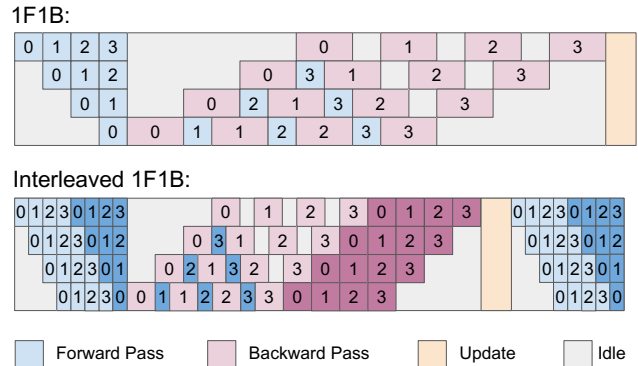 1F1B:
0 1 2 3 0 1 2 3
0 1 2 0 3 1 2 3
0 1 0 2 1 3 2 3
0 0 1 1 2 2 3 3
Interleaved 1F1B:
0 1 2 3 0 1 2 3 0 1 2 3 0 1 2 3 0 1 2 3 0 1 2 3
0 1 2 3 0 1 2 0 3 1 2 3 0 1 2 3 0 1 2 3 0 1 2
0 1 2 3 0 1 0 2 1 3 2 3 0 1 2 3 0 1 2 3 0 1
0 1 2 3 0 0 1 1 2 2 3 3 0 1 2 3 0 1 2 3 0
Forward Pass Backward Pass Update Idle